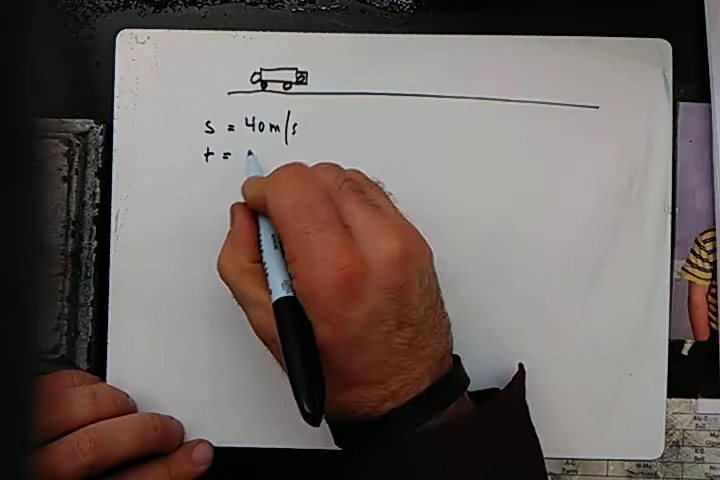 s = 40m/s
t =